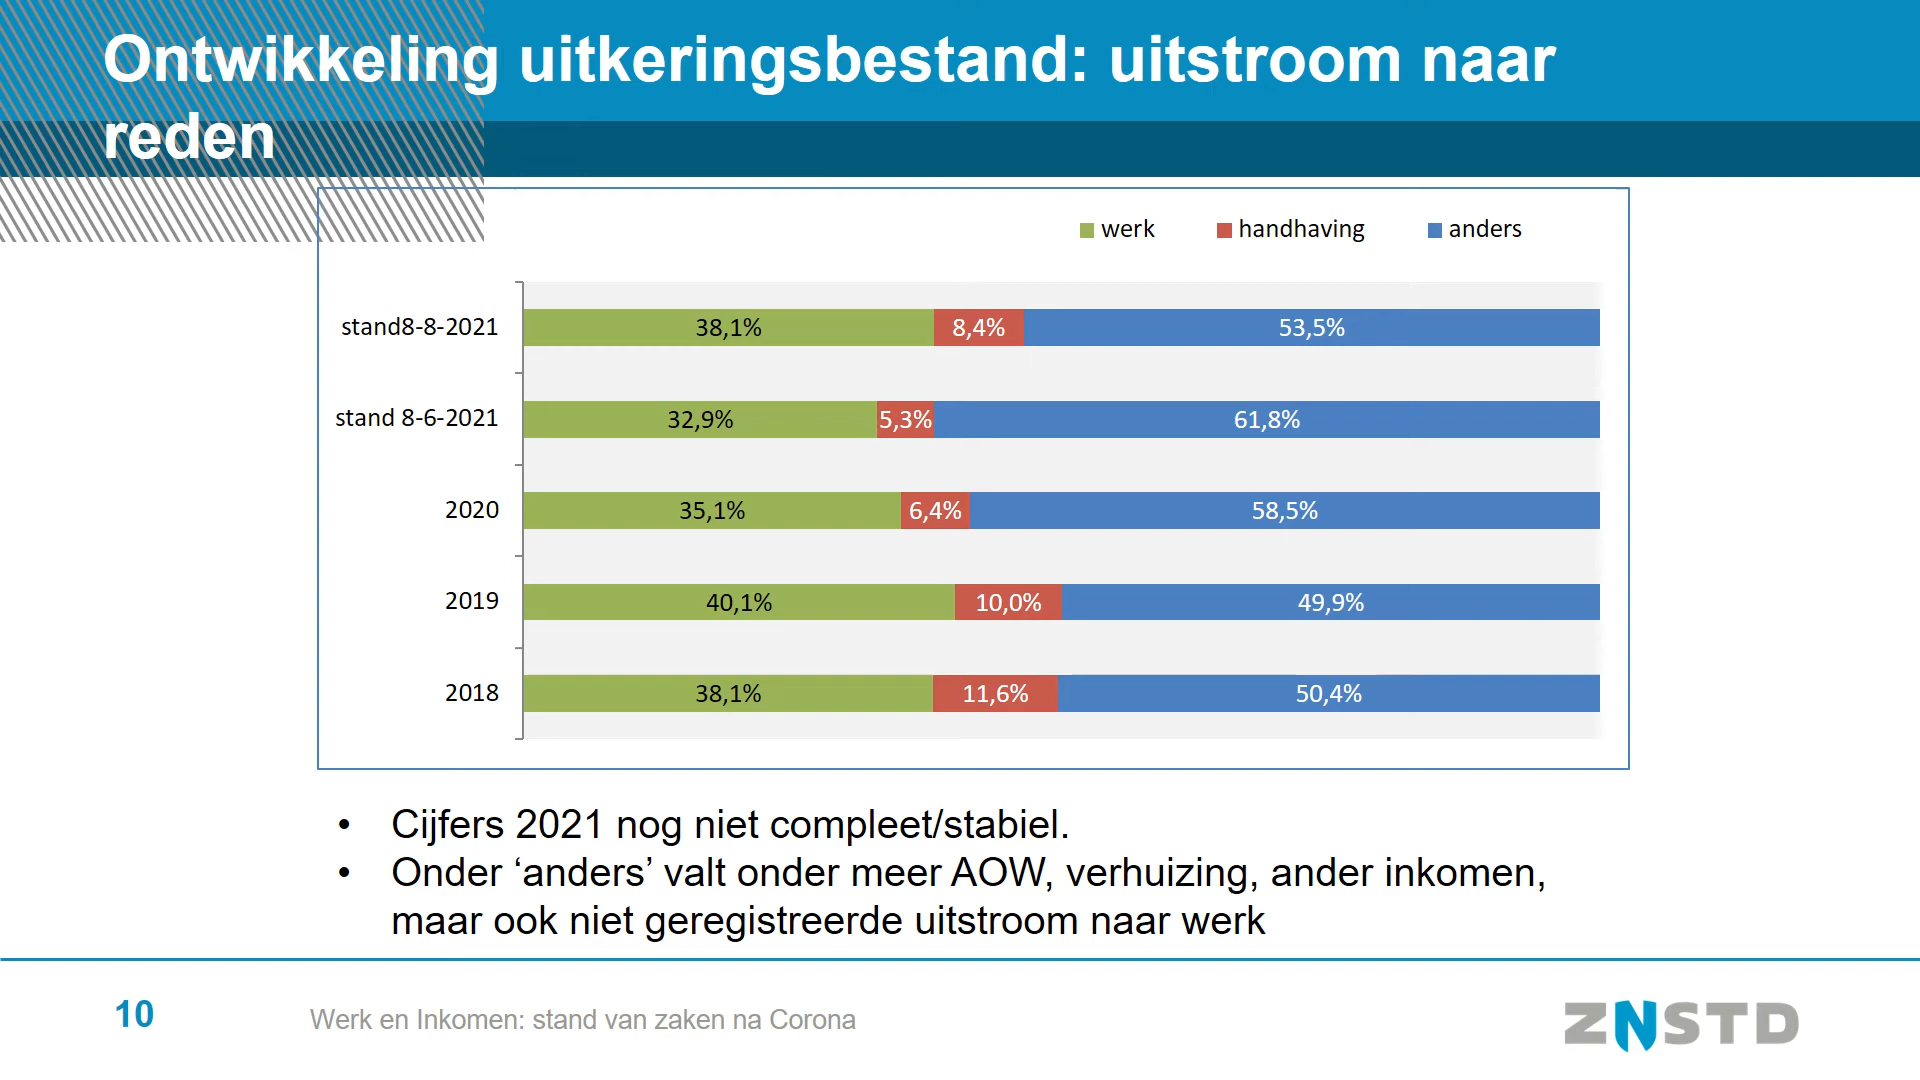 Ontwikkeling uitkeringsbestand: uitstroom naar
reden
werk handhaving anders
stand8-8-2021 38,1% 8,4% 53,5%
stand 8-6-2021 32,9% 5,3% 61,8%
2020 35,1% 6,4% 58,5%
2019 40,1% 10,0% 49,9%
2018 38,1% 11,6% 50,4%
• Cijfers 2021 nog niet compleet/stabiel.
• Onder ‘anders’ valt onder meer AOW, verhuizing, ander inkomen,
maar ook niet geregistreerde uitstroom naar werk
10 Werk en Inkomen: stand van zaken na Corona ZNSTD